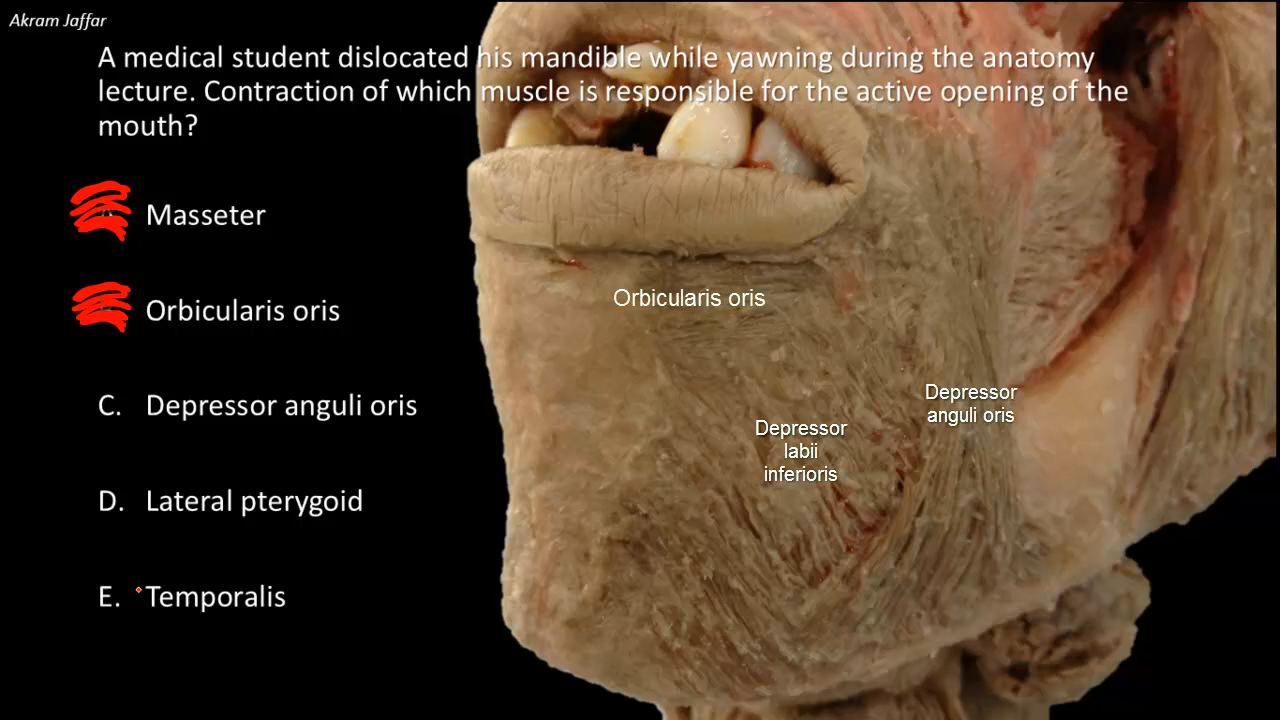 Akram Jaffar
A medical student dislocated his mandible while yawning during the anatomy
lecture. Contraction of which muscle is responsible for the active opening of the
mouth?
Masseter
Orbicularis oris
Orbicularis oris
C. Depressor anguli oris
Depressor
anguli oris
Depressor
labii
inferioris
D. Lateral pterygoid
E. Temporalis